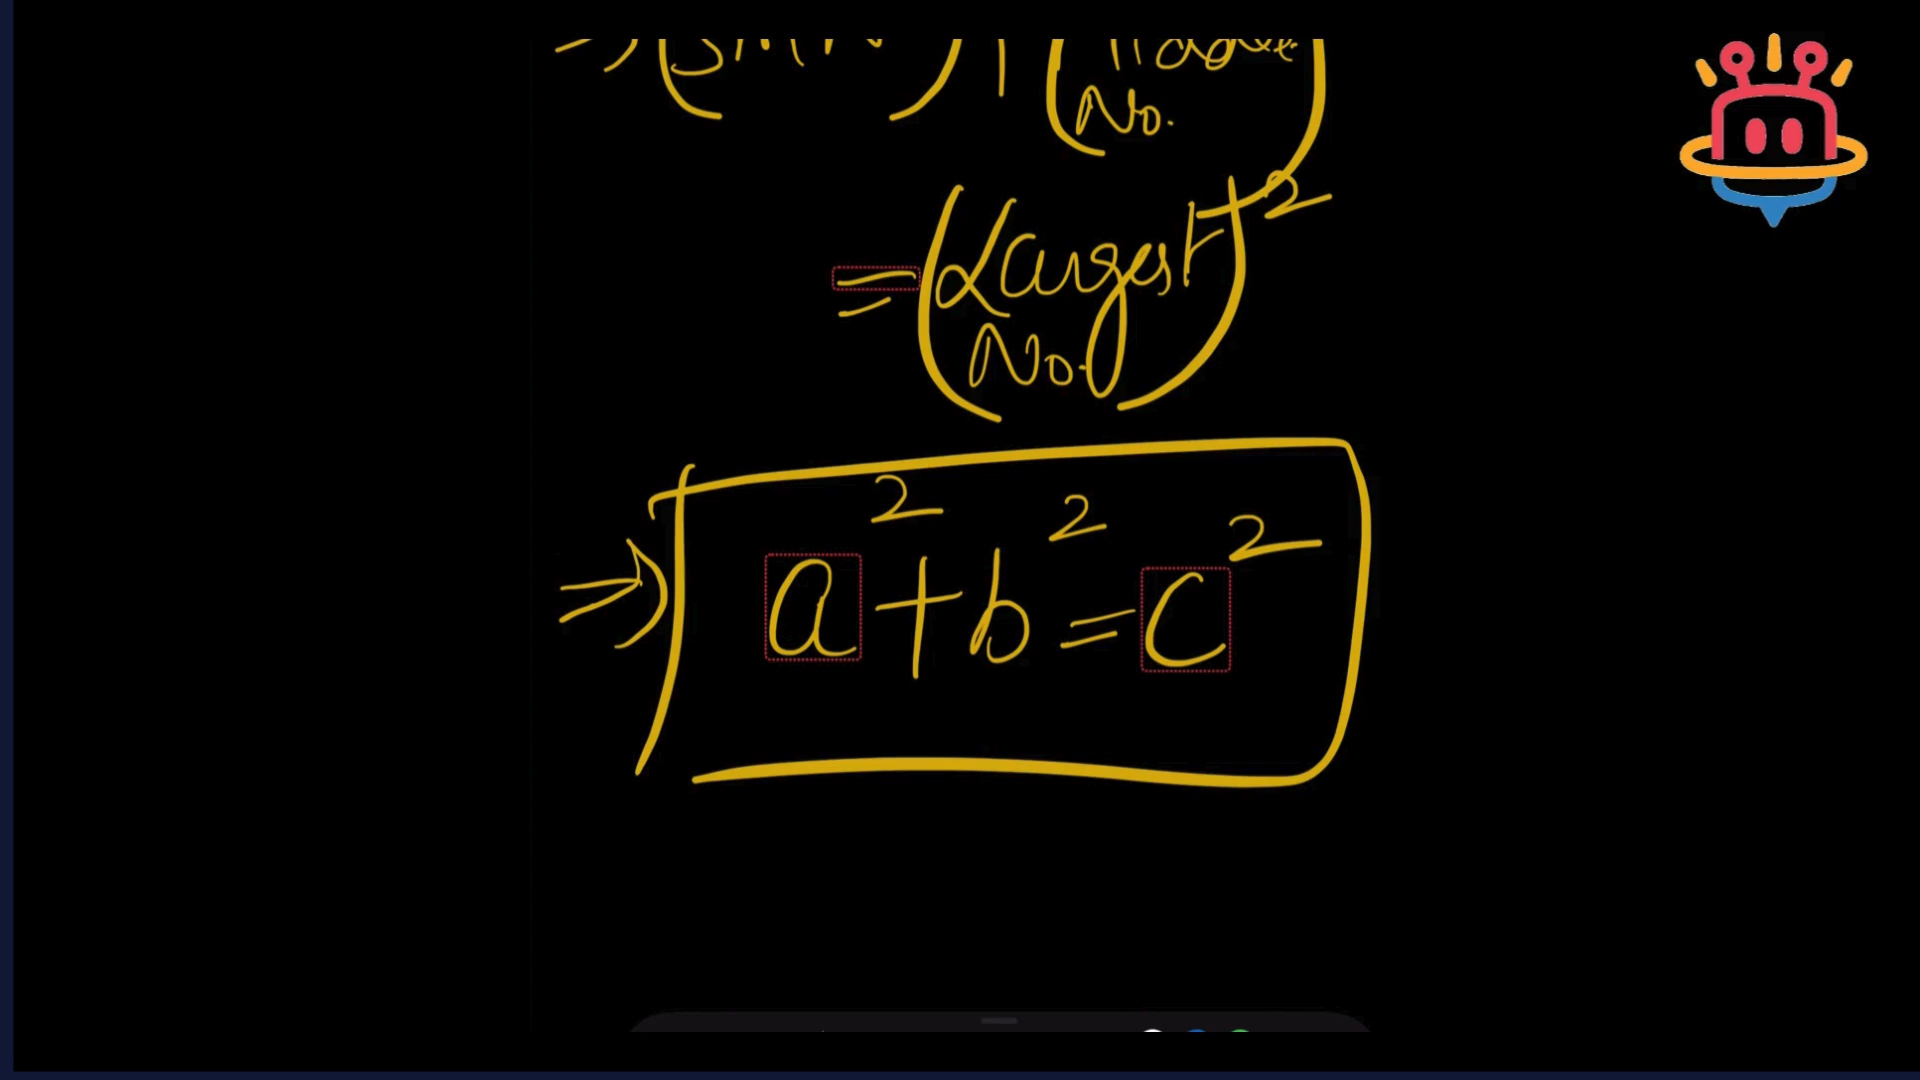 No.
= (Largest
No.)²
⇒ a² + b² = c²